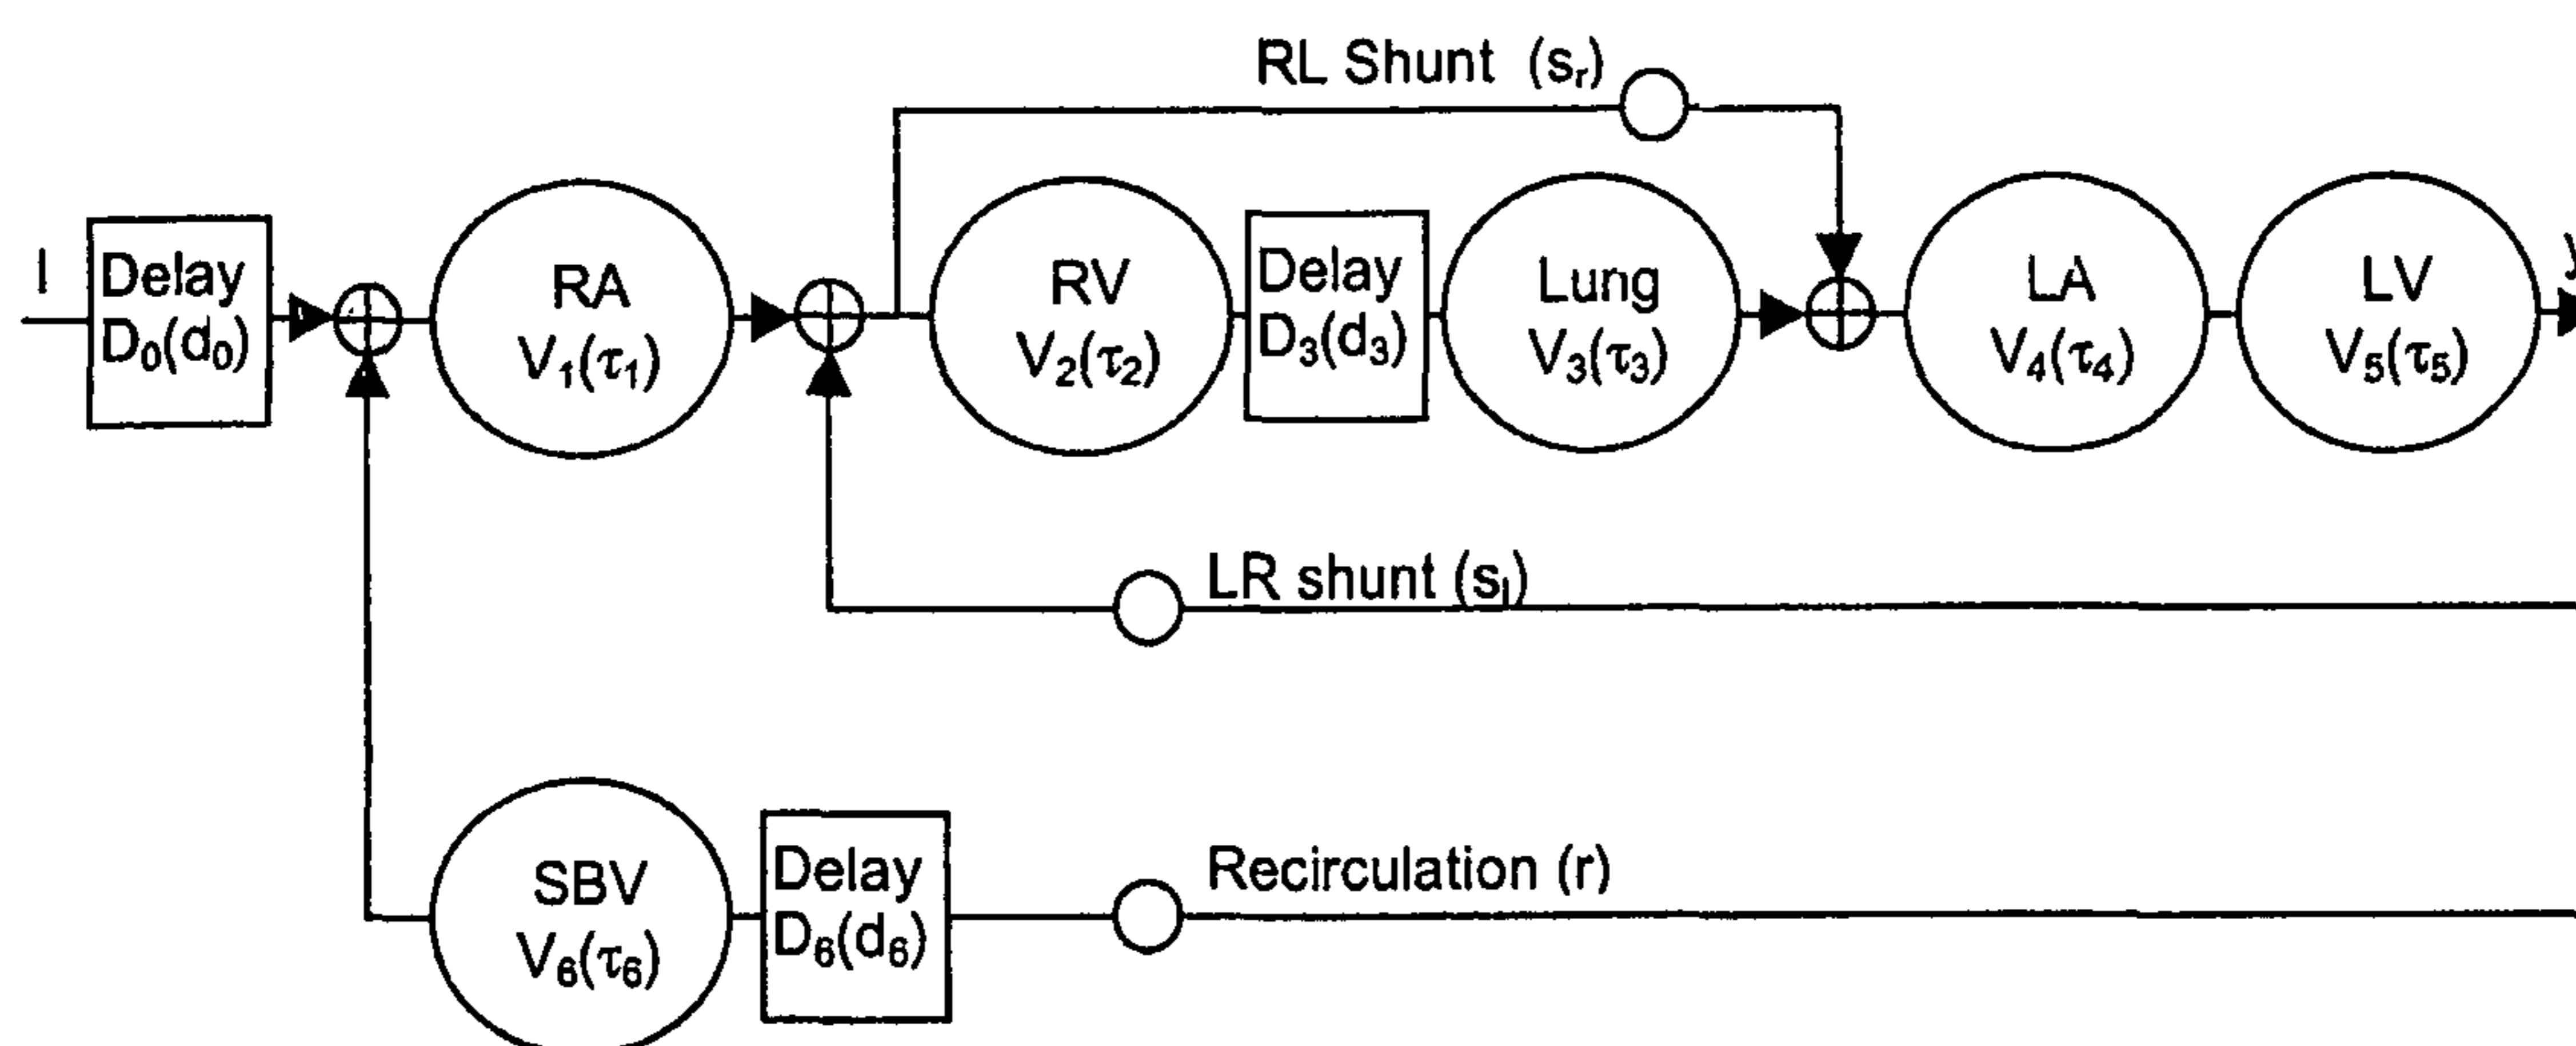 RL Shunt (sᵣ)
I
Delay
D₀(d₀)
RA
V₁(τ₁)
RV
V₂(τ₂)
Delay
D₃(d₃)
Lung
V₃(τ₃)
LA
V₄(τ₄)
LV
V₅(τ₅)
y
LR shunt (sₗ)
SBV
V₆(τ₆)
Delay
D₆(d₆)
Recirculation (r)